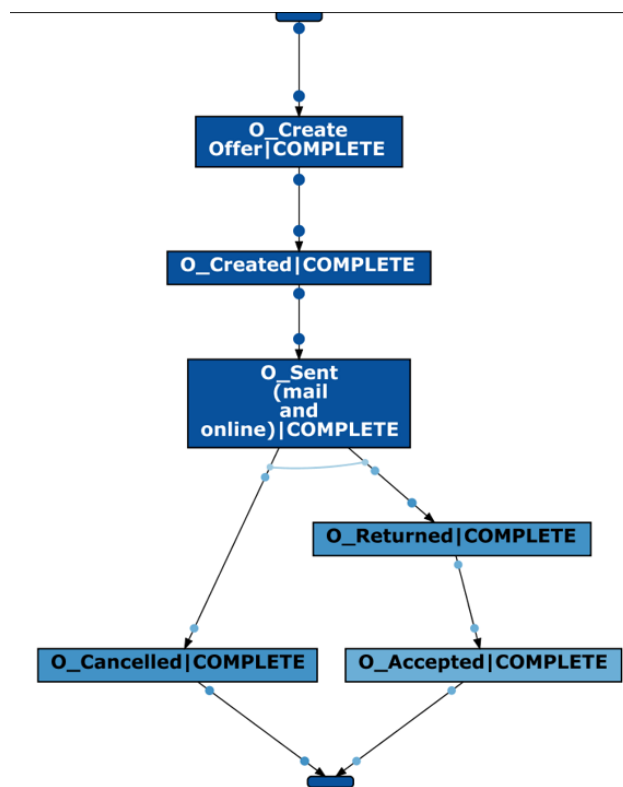 O_Create
Offer|COMPLETE
O_Created|COMPLETE
O_Sent
(mail
and
online)|COMPLETE
O_Returned|COMPLETE
O_Cancelled|COMPLETE
O_Accepted|COMPLETE